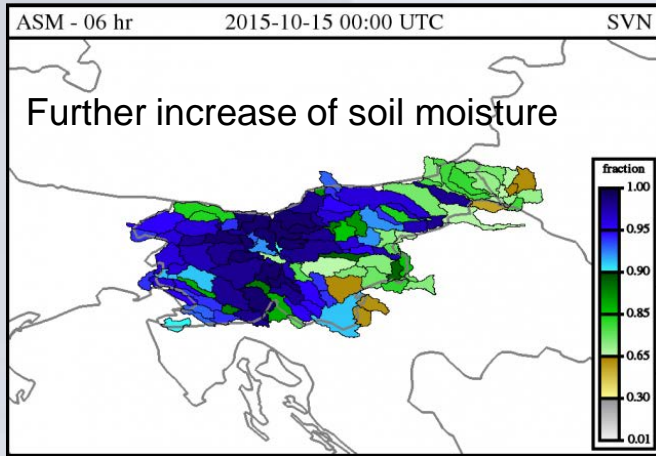 ASM - 06 hr 2015-10-15 00:00 UTC SVN
Further increase of soil moisture
fraction
1.00
0.95
0.90
0.85
0.65
0.30
0.01